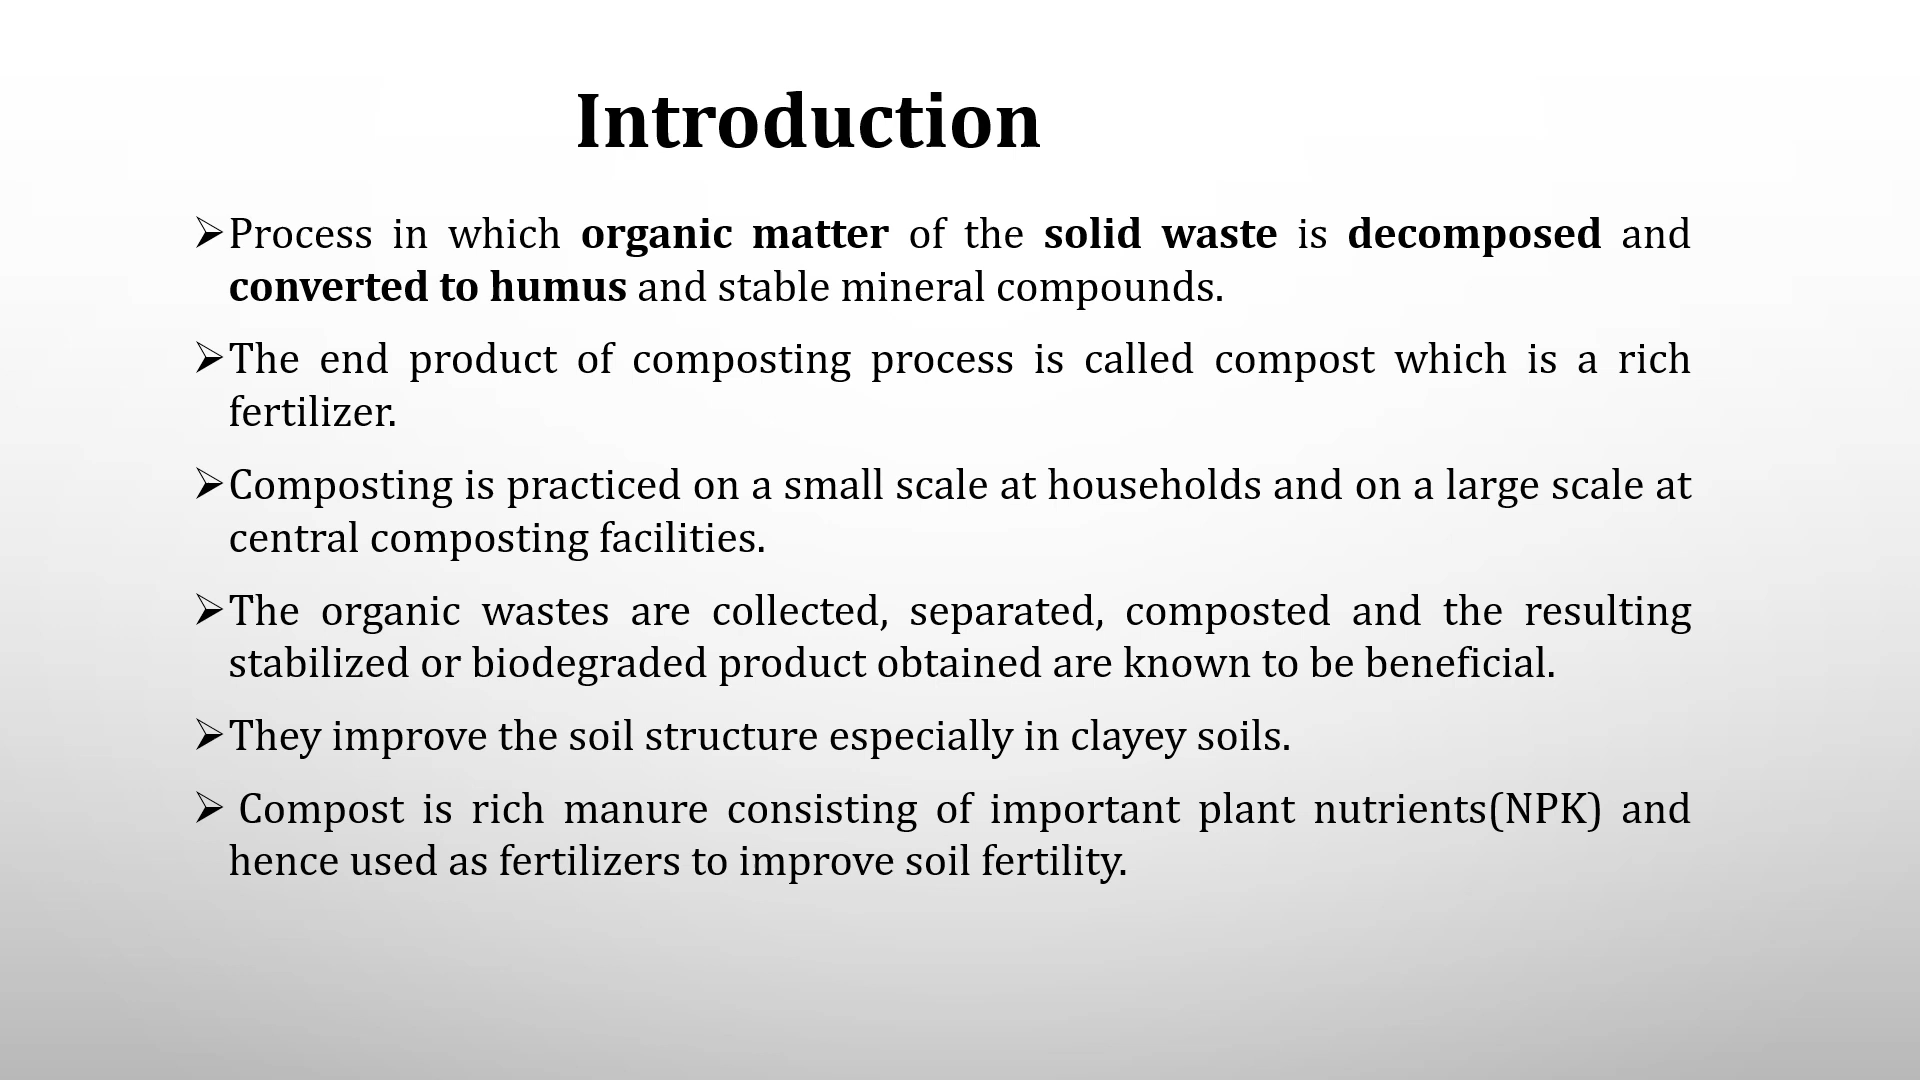 Introduction
➢Process in which organic matter of the solid waste is decomposed and
converted to humus and stable mineral compounds.
➢The end product of composting process is called compost which is a rich
fertilizer.
➢Composting is practiced on a small scale at households and on a large scale at
central composting facilities.
➢The organic wastes are collected, separated, composted and the resulting
stabilized or biodegraded product obtained are known to be beneficial.
➢They improve the soil structure especially in clayey soils.
➢ Compost is rich manure consisting of important plant nutrients(NPK) and
hence used as fertilizers to improve soil fertility.